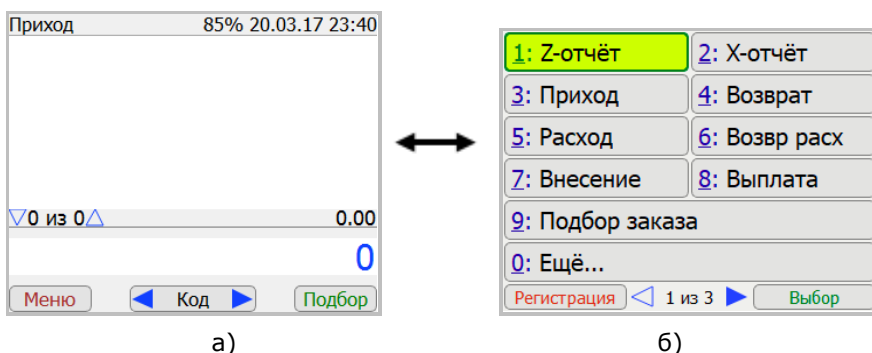 Приход 85% 20.03.17 23:40
▽0 из 0△ 0.00
0
Меню ◀ Код ▶ Подбор
а)
1: Z-отчёт 2: X-отчёт
3: Приход 4: Возврат
5: Расход 6: Возвр расх
7: Внесение 8: Выплата
9: Подбор заказа
0: Ещё...
Регистрация ◁ 1 из 3 ▶ Выбор
б)